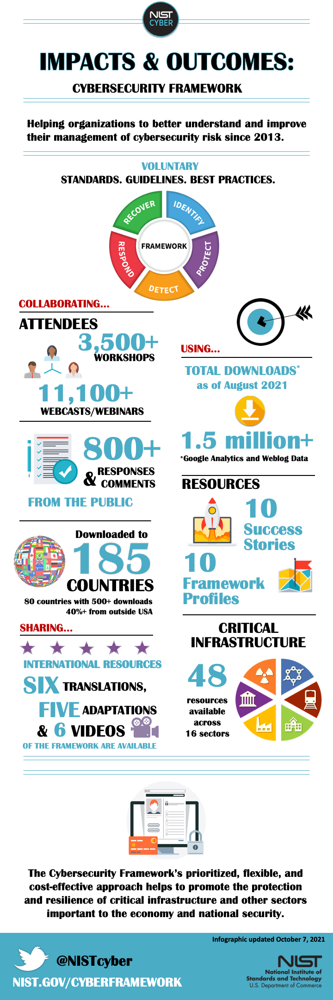 NIST
CYBER
IMPACTS & OUTCOMES:
CYBERSECURITY FRAMEWORK
Helping organizations to better understand and improve
their management of cybersecurity risk since 2013.
VOLUNTARY
STANDARDS. GUIDELINES. BEST PRACTICES.
RECOVER
IDENTIFY
FRAMEWORK
RESPOND
PROTECT
DETECT
COLLABORATING...
ATTENDEES
3,500+
WORKSHOPS
11,100+
WEBCASTS/WEBINARS
800+
& RESPONSES
COMMENTS
FROM THE PUBLIC
Downloaded to
185
COUNTRIES
80 countries with 500+ downloads
40%+ from outside USA
SHARING...
INTERNATIONAL RESOURCES
SIX TRANSLATIONS,
FIVE ADAPTATIONS
& 6 VIDEOS
OF THE FRAMEWORK ARE AVAILABLE
USING...
TOTAL DOWNLOADS*
as of August 2021
1.5 million+
*Google Analytics and Weblog Data
RESOURCES
10
Success
Stories
10
Framework
Profiles
CRITICAL
INFRASTRUCTURE
48
resources
available
across
16 sectors
The Cybersecurity Framework's prioritized, flexible, and
cost-effective approach helps to promote the protection
and resilience of critical infrastructure and other sectors
important to the economy and national security.
Infographic updated October 7, 2021
@NISTcyber
NIST.GOV/CYBERFRAMEWORK
NIST
National Institute of
Standards and Technology
U.S. Department of Commerce